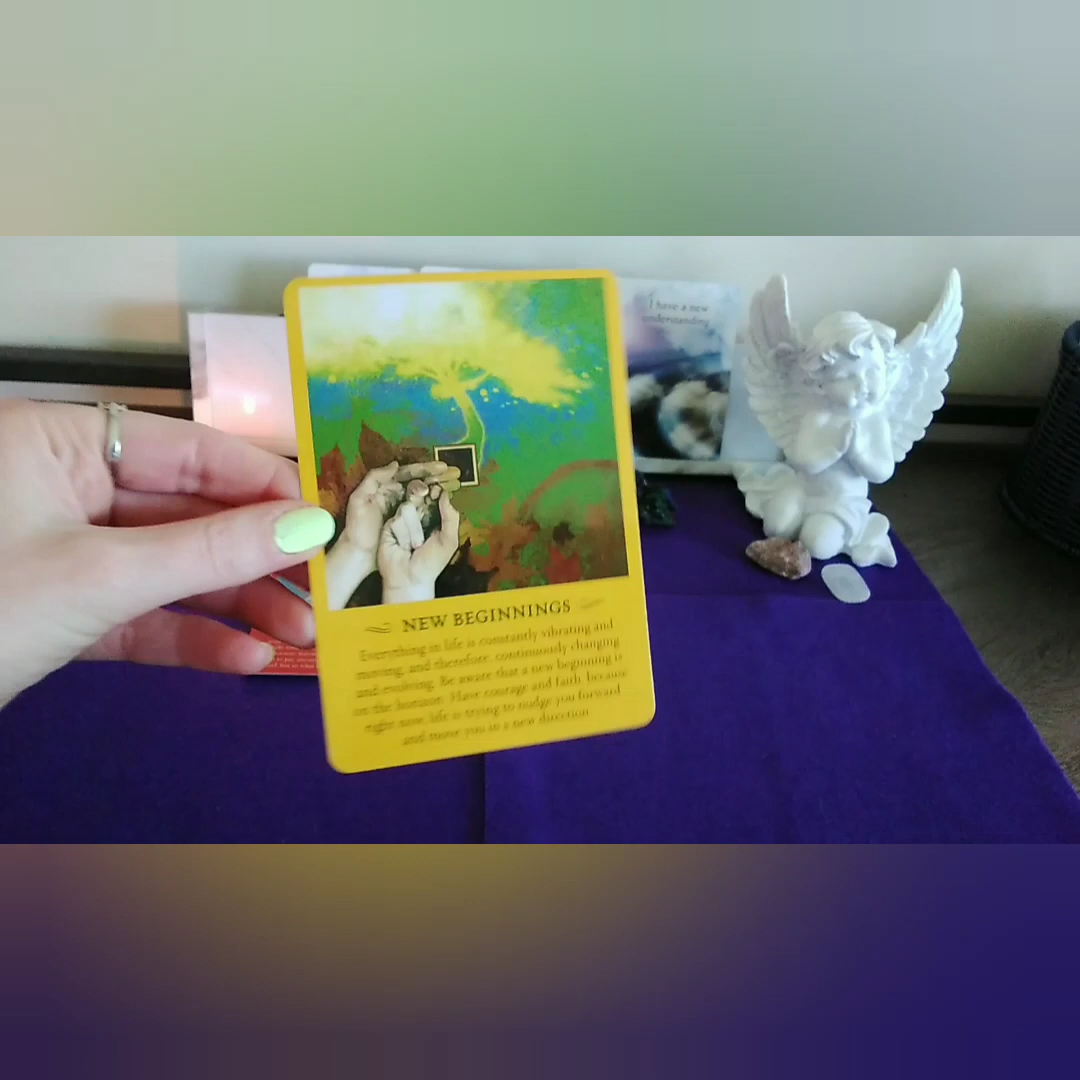 I have a new
understanding
NEW BEGINNINGS
Everything in life is constantly vibrating and
moving, and therefore, continuously changing
and evolving. Be aware that a new beginning is
on the horizon. Have courage and faith, because
right now, life is trying to nudge you forward
and move you in a new direction